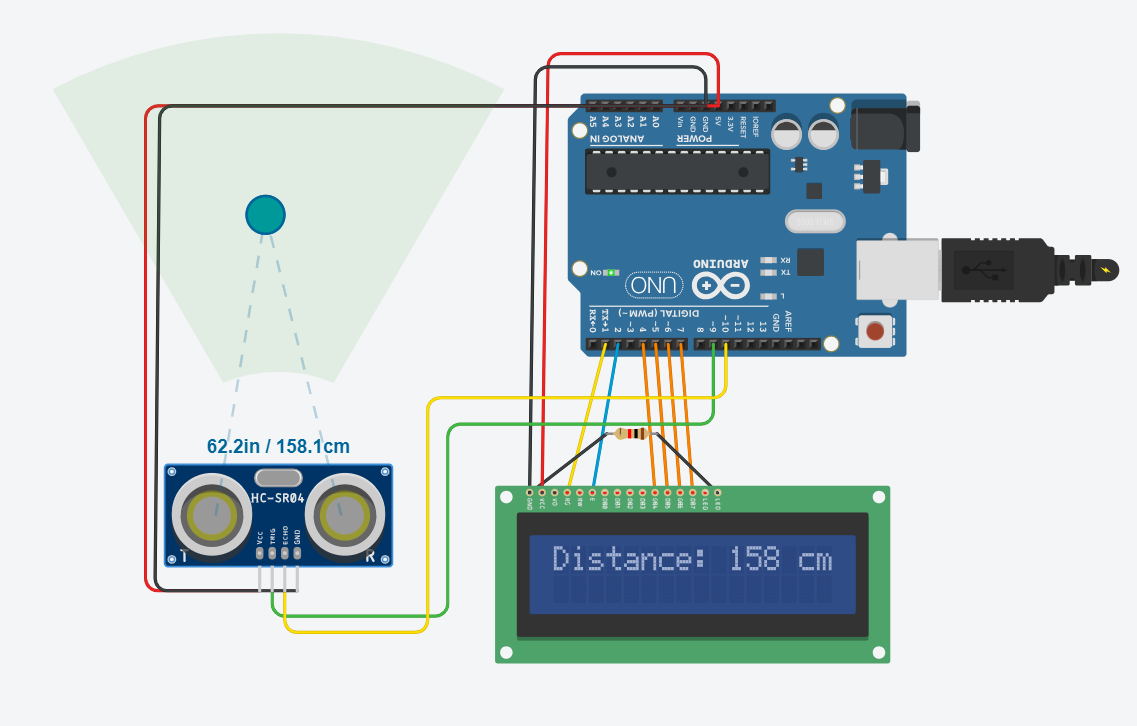 A5 A4 A3 A2 A1 A0
Vin GND GND 5V 3.3V RESET IOREF
ANALOG IN
POWER
RX
TX
ARDUINO
ON
UNO
L
DIGITAL (PWM~)
RX←0 TX→1 2 ~3 4 ~5 ~6 7 8 ~9 ~10 ~11 12 13 GND AREF
62.2in / 158.1cm
HC-SR04
VCC TRIG ECHO GND
T R
GND VCC V0 RS RW E DB0 DB1 DB2 DB3 DB4 DB5 DB6 DB7 LED LED
Distance: 158 cm